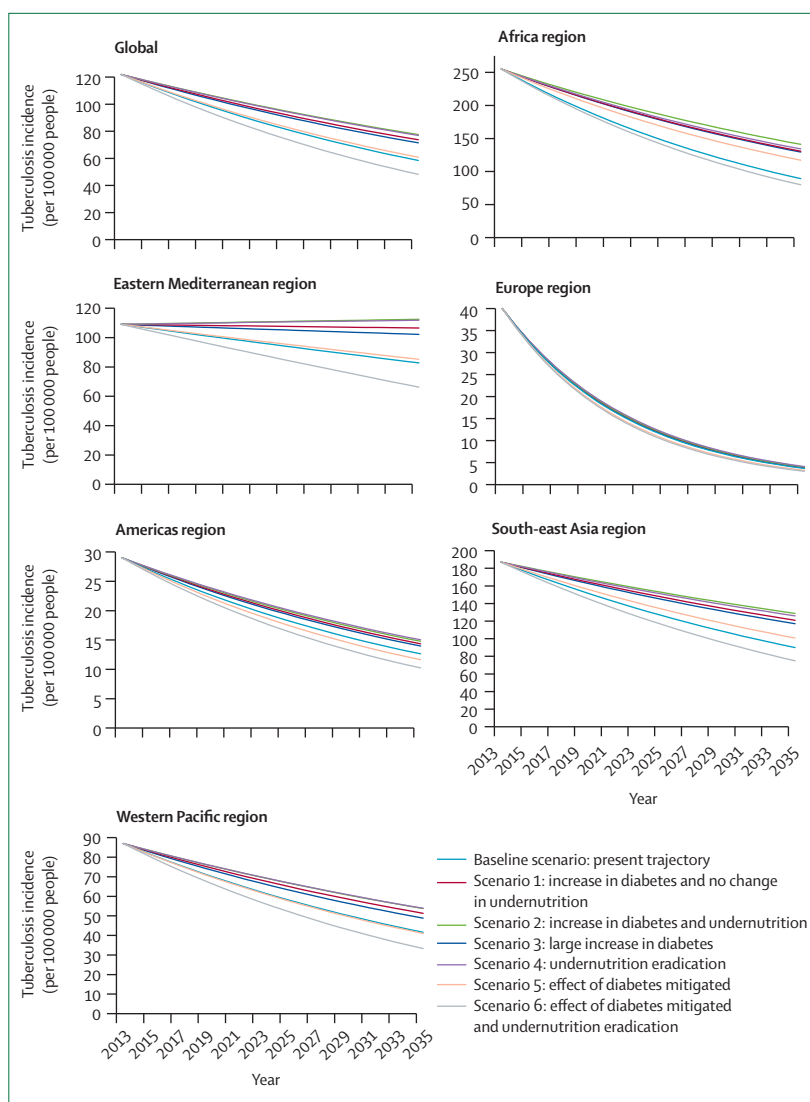 Global
Tuberculosis incidence
(per 100 000 people)
120
100
80
60
40
20
0
Africa region
250
200
150
100
50
0
Eastern Mediterranean region
Tuberculosis incidence
(per 100 000 people)
120
100
80
60
40
20
0
Europe region
40
35
30
25
20
15
10
5
0
Americas region
Tuberculosis incidence
(per 100 000 people)
30
25
20
15
10
5
0
South-east Asia region
200
180
160
140
120
100
80
60
40
20
0
2013 2015 2017 2019 2021 2023 2025 2027 2029 2031 2033 2035
Year
Western Pacific region
Tuberculosis incidence
(per 100 000 people)
90
80
70
60
50
40
30
20
10
0
2013 2015 2017 2019 2021 2023 2025 2027 2029 2031 2033 2035
Year
Baseline scenario: present trajectory
Scenario 1: increase in diabetes and no change
in undernutrition
Scenario 2: increase in diabetes and undernutrition
Scenario 3: large increase in diabetes
Scenario 4: undernutrition eradication
Scenario 5: effect of diabetes mitigated
Scenario 6: effect of diabetes mitigated
and undernutrition eradication